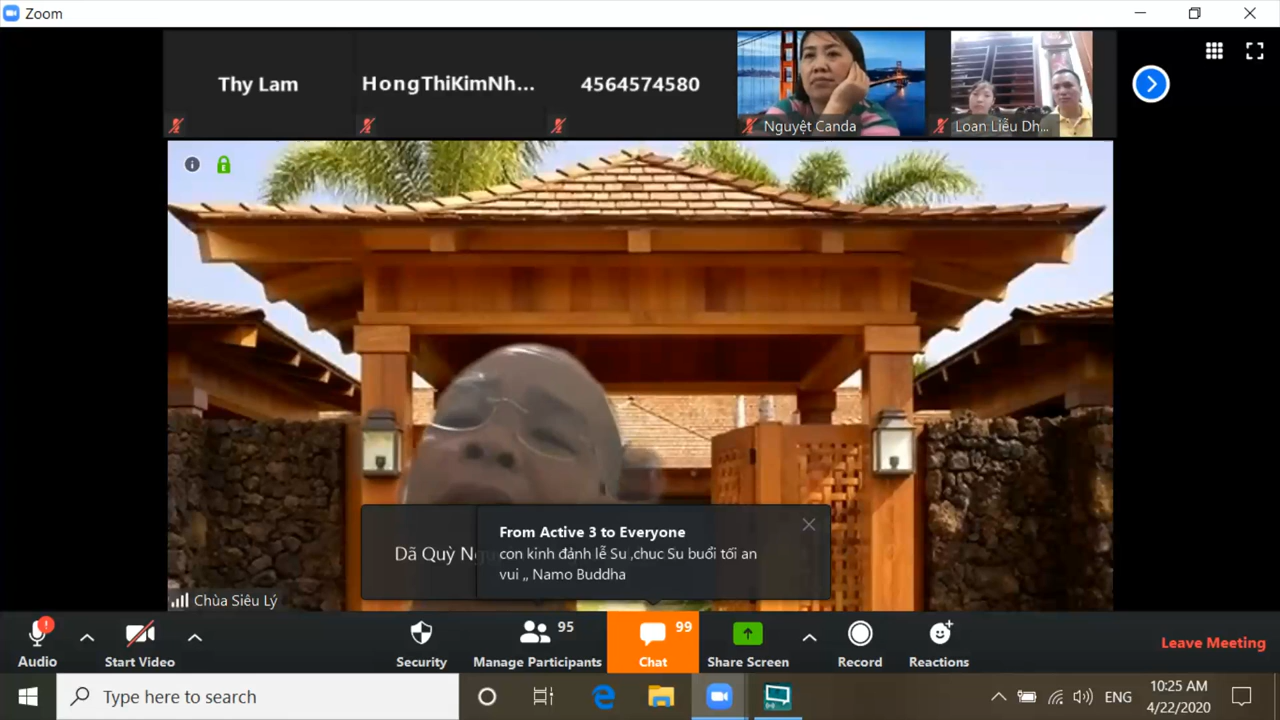 Zoom
Thy Lam
HongThiKimNh...
4564574580
Nguyệt Canda
Loan Liễu Dh...
From Active 3 to Everyone
Dã Quỳ
con kinh đảnh lễ Su ,chuc Su buổi tối an
vui ,, Namo Buddha
Chùa Siêu Lý
95
99
Audio
Start Video
Security
Manage Participants
Chat
Share Screen
Record
Reactions
Leave Meeting
Type here to search
ENG
10:25 AM
4/22/2020